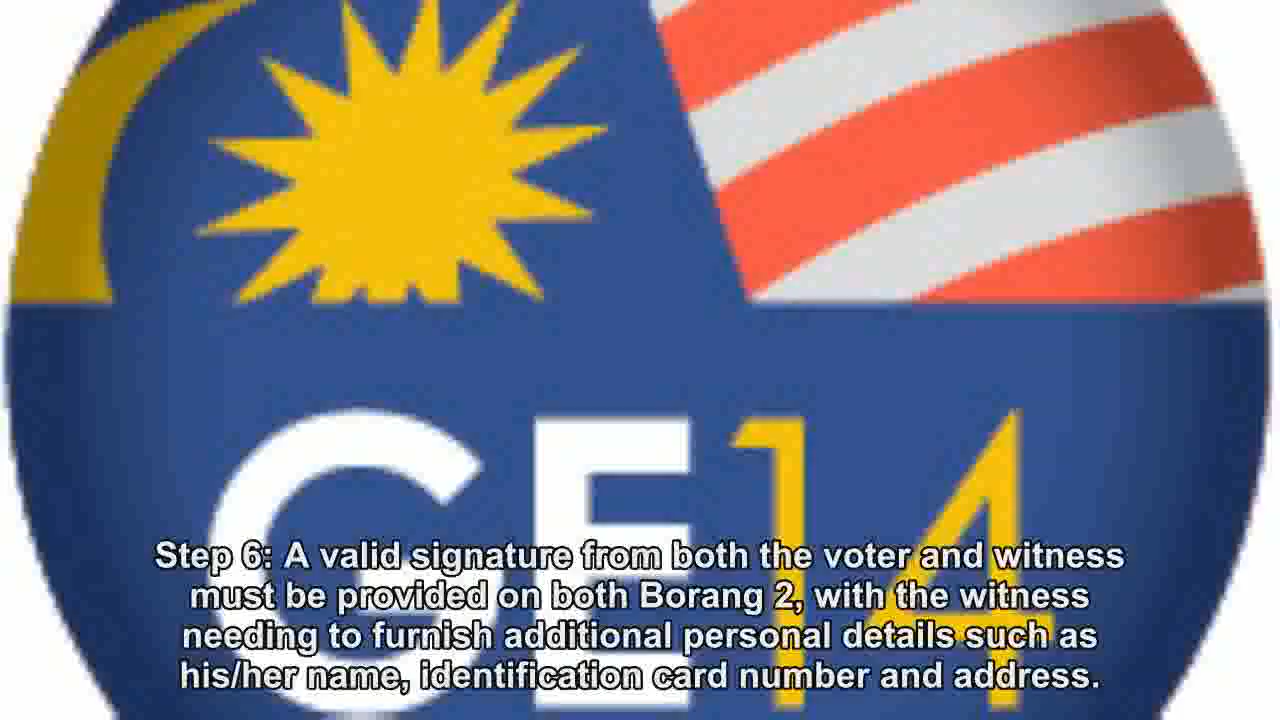 GE14
Step 6: A valid signature from both the voter and witness
must be provided on both Borang 2, with the witness
needing to furnish additional personal details such as
his/her name, identification card number and address.